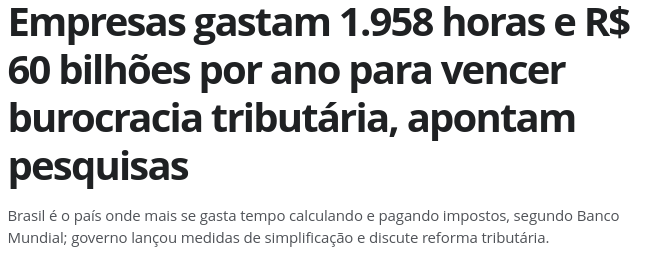 Empresas gastam 1.958 horas e R$
60 bilhões por ano para vencer
burocracia tributária, apontam
pesquisas
Brasil é o país onde mais se gasta tempo calculando e pagando impostos, segundo Banco
Mundial; governo lançou medidas de simplificação e discute reforma tributária.